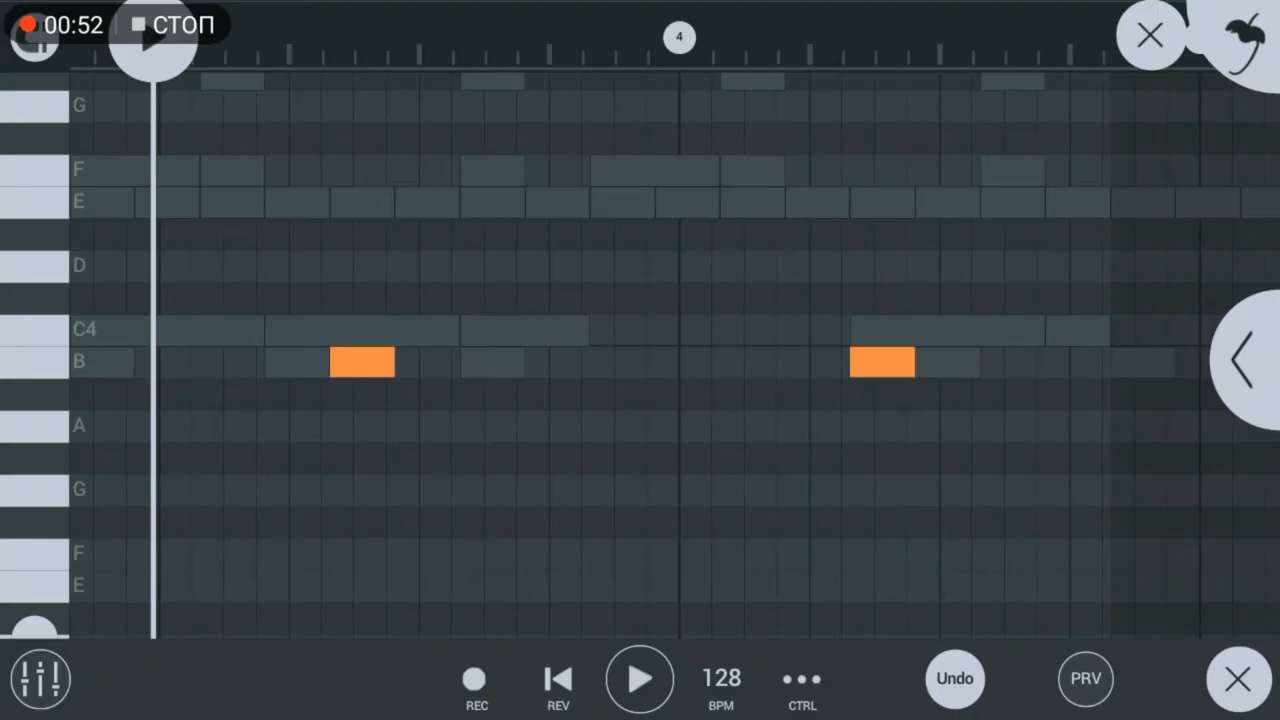 00:52 СТОП
4
G
F
E
D
C4
B
A
G
F
E
REC
REV
128
BPM
CTRL
Undo
PRV